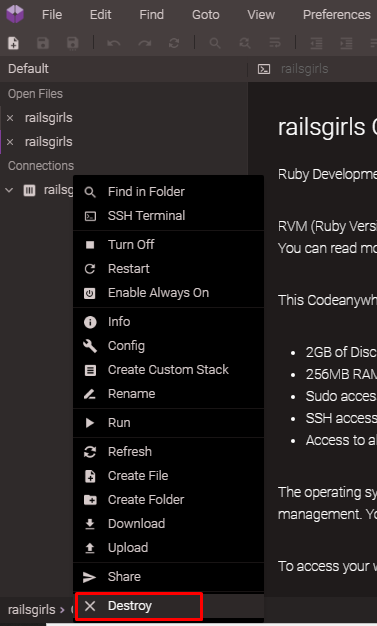 File Edit Find Goto View Preferences
Default
railsgirls
Open Files
railsgirls
railsgirls
Connections
railsg
Find in Folder
SSH Terminal
Turn Off
Restart
Enable Always On
Info
Config
Create Custom Stack
Rename
Run
Refresh
Create File
Create Folder
Download
Upload
Share
Destroy
railsgirls >
railsgirls
Ruby Developme
RVM (Ruby Versi
You can read mo
This Codeanywh
• 2GB of Disc
• 256MB RAM
• Sudo acces
• SSH access
• Access to a
The operating sy
management. Yo
To access your w